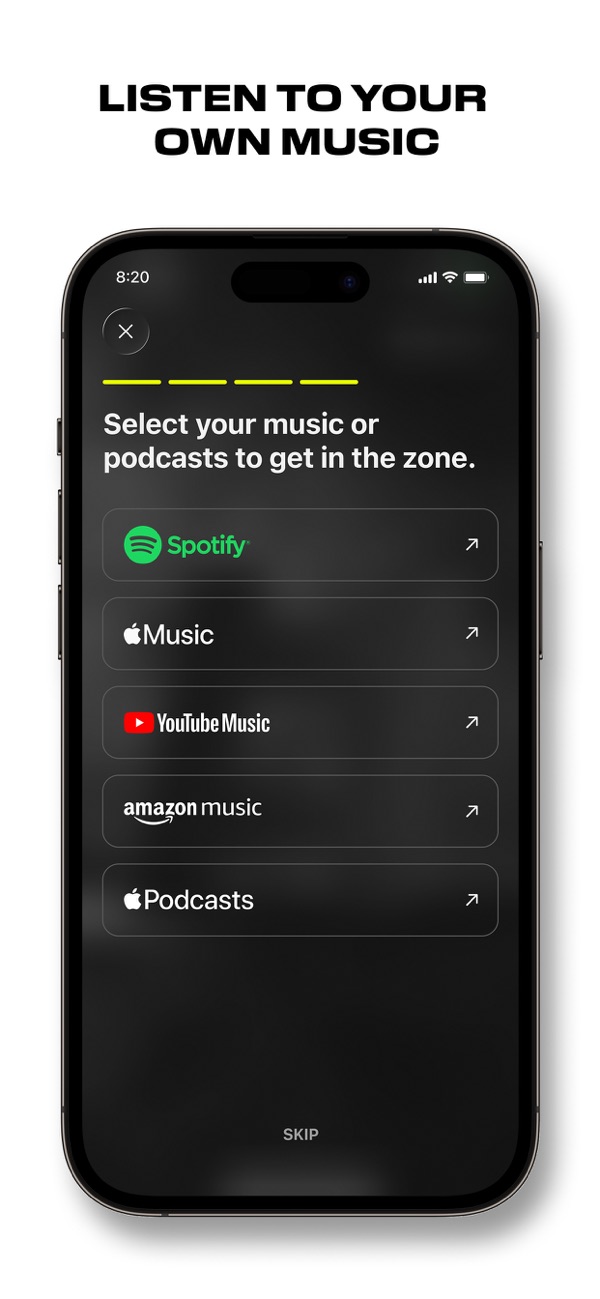 LISTEN TO YOUR
OWN MUSIC
8:20
Select your music or
podcasts to get in the zone.
Spotify
Music
YouTube Music
amazon music
Podcasts
SKIP